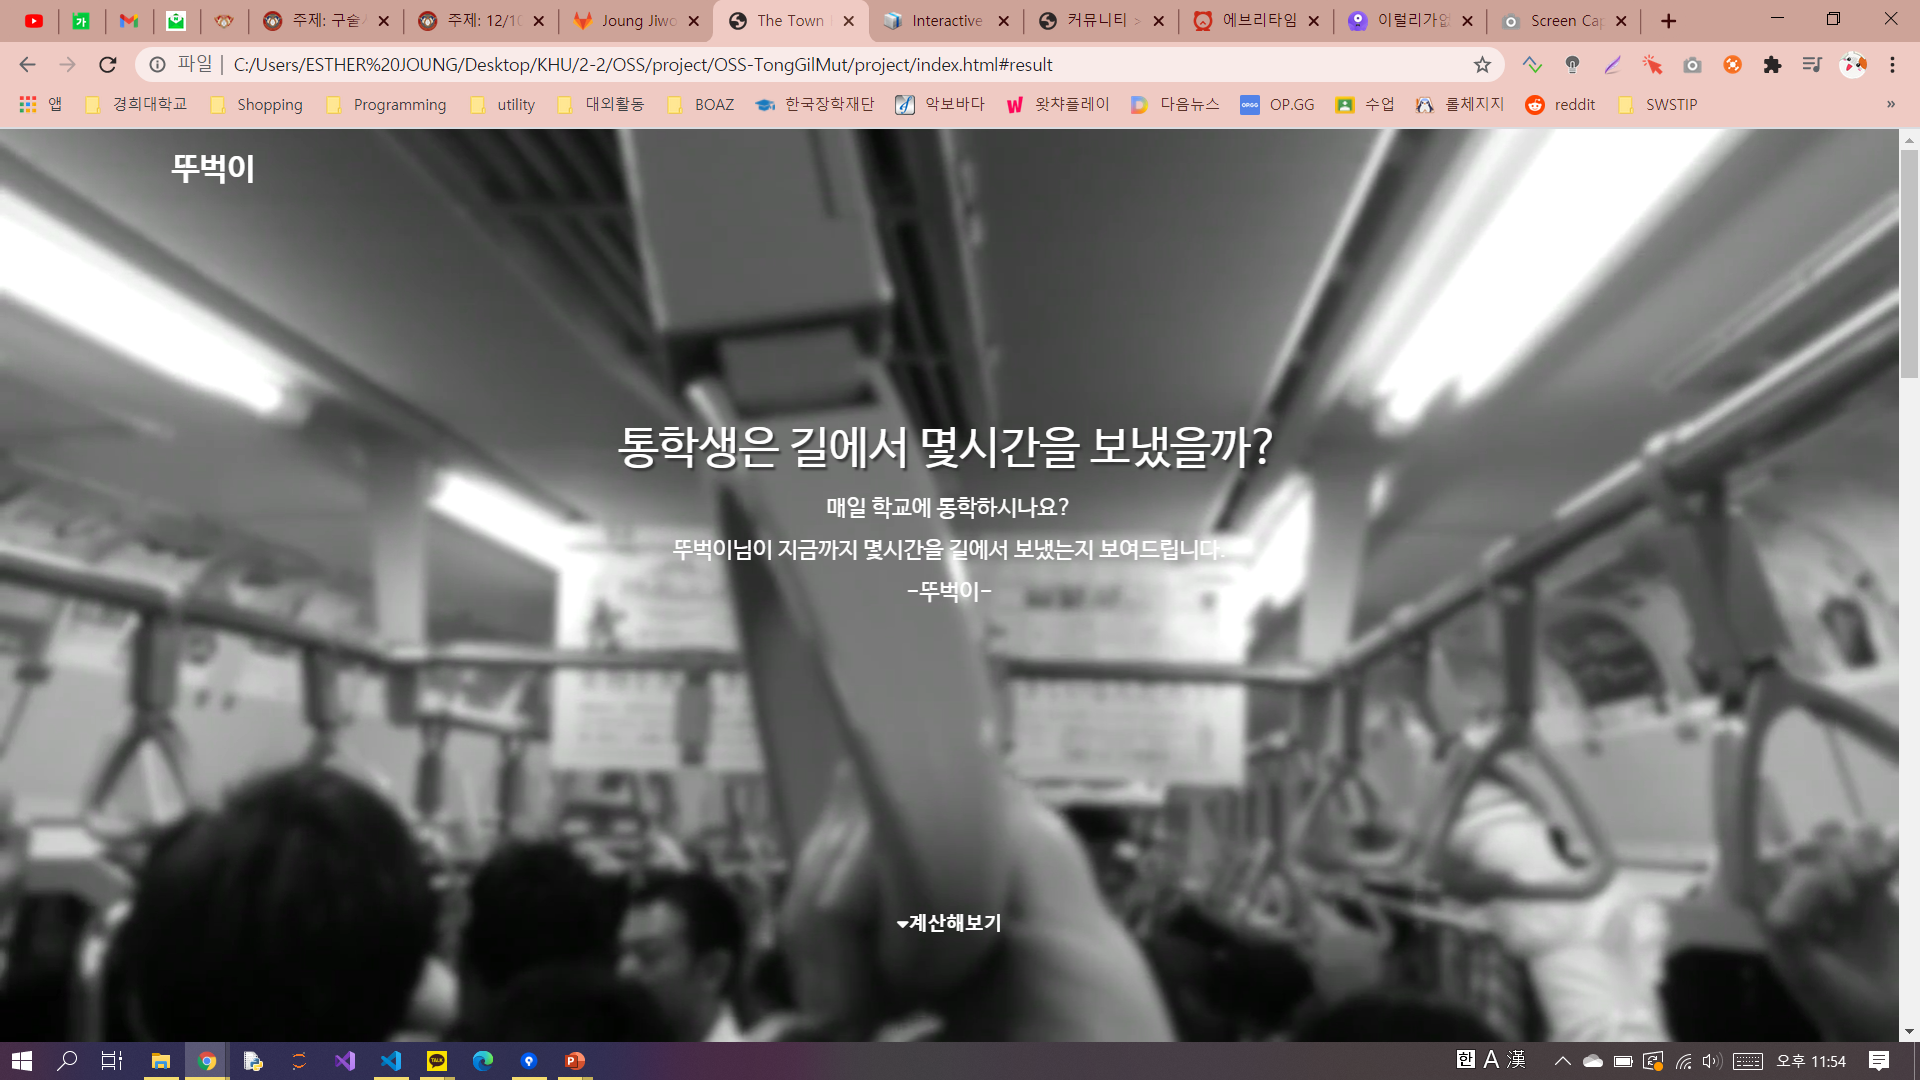 주제: 구술
주제: 12/10
Joung Jiwo
The Town
Interactive
커뮤니티 >
에브리타임
이럴리가없
Screen Cap
파일 | C:/Users/ESTHER%20JOUNG/Desktop/KHU/2-2/OSS/project/OSS-TongGilMut/project/index.html#result
앱 경희대학교 Shopping Programming utility 대외활동 BOAZ 한국장학재단 악보바다 왓챠플레이 다음뉴스 OP.GG 수업 롤체지지 reddit SWSTIP »
뚜벅이
통학생은 길에서 몇시간을 보냈을까?
매일 학교에 통학하시나요?
뚜벅이님이 지금까지 몇시간을 길에서 보냈는지 보여드립니다.
-뚜벅이-
계산해보기
한 A 漢 오후 11:54